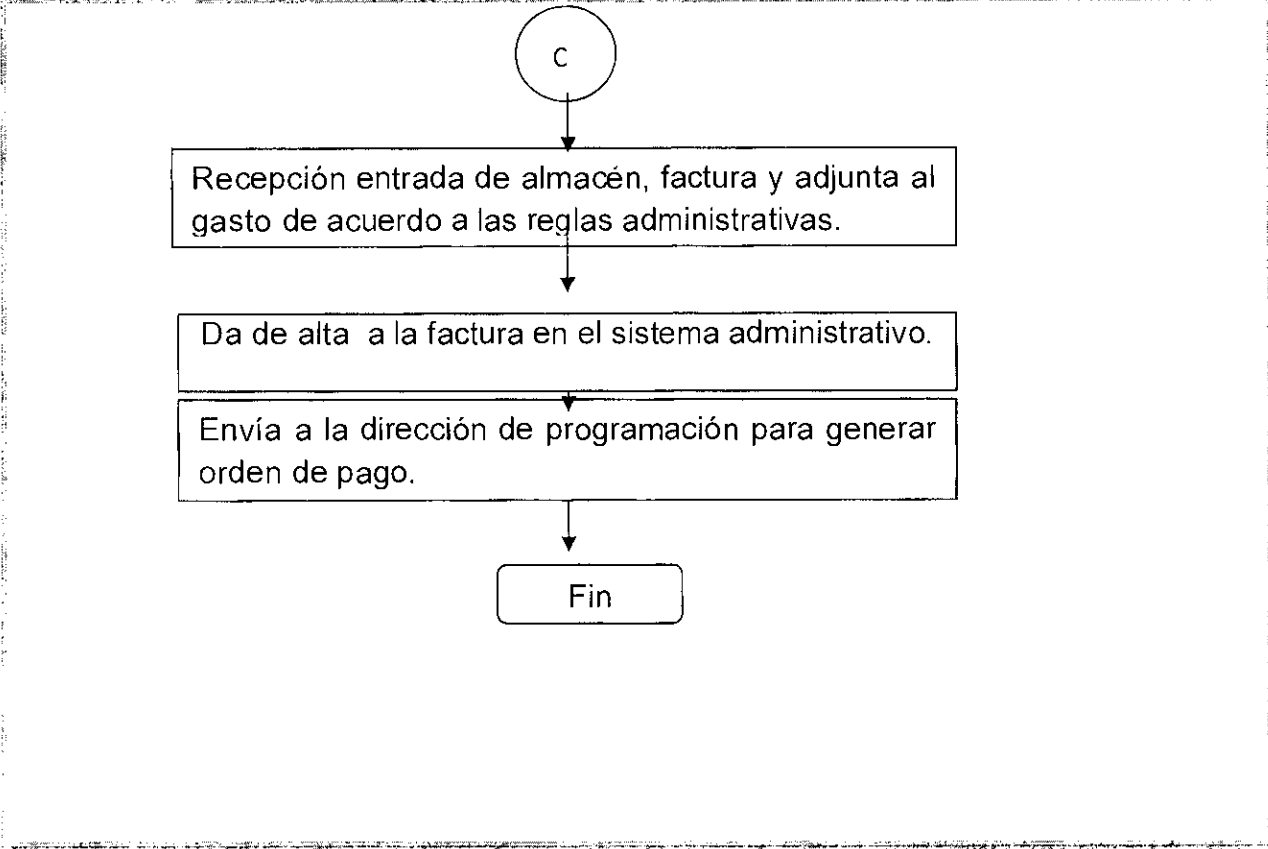 C
Recepción entrada de almacén, factura y adjunta al
gasto de acuerdo a las reglas administrativas.
Da de alta a la factura en el sistema administrativo.
Envía a la dirección de programación para generar
orden de pago.
Fin